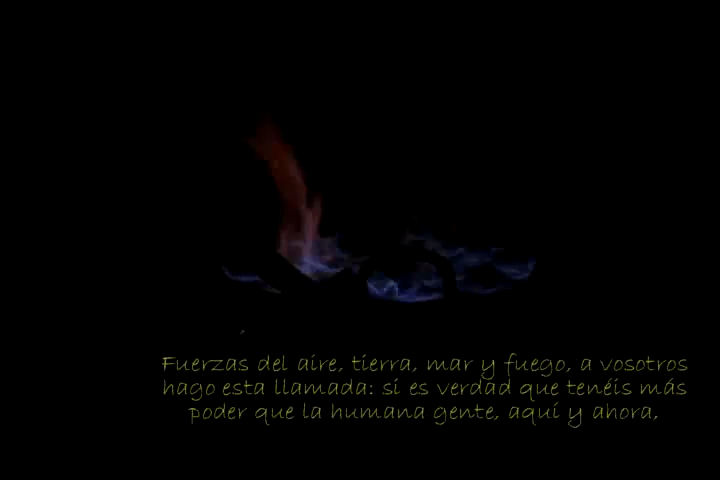 Fuerzas del aire, tierra, mar y fuego, a vosotros
hago esta llamada: si es verdad que tenéis más
poder que la humana gente, aquí y ahora,